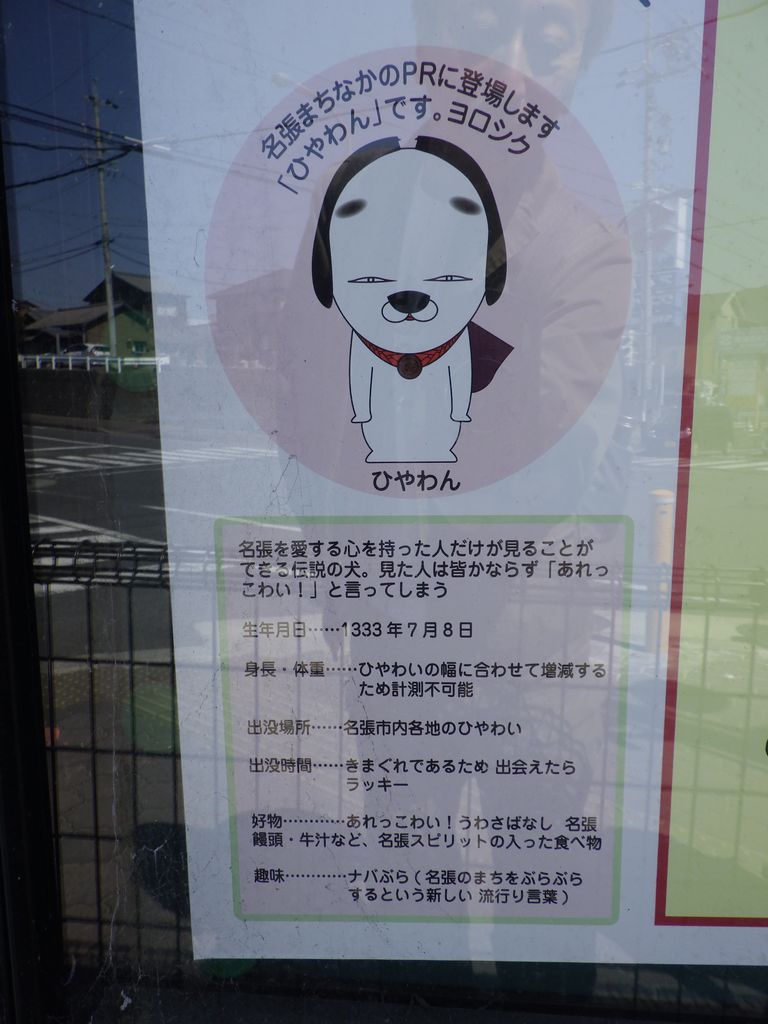 名張まちなかのPRに登場します
「ひやわん」です。ヨロシク
ひやわん
名張を愛する心を持った人だけが見ることが
できる伝説の犬。見た人は皆かならず「あれっ
こわい！」と言ってしまう
生年月日……1333年7月8日
身長・体重……ひやわいの幅に合わせて増減する
ため計測不可能
出没場所……名張市内各地のひやわい
出没時間……きまぐれであるため 出会えたら
ラッキー
好物…………あれっこわい！うわさばなし 名張
饅頭・牛汁など、名張スピリットの入った食べ物
趣味…………ナバぶら（名張のまちをぶらぶら
するという新しい 流行り言葉）